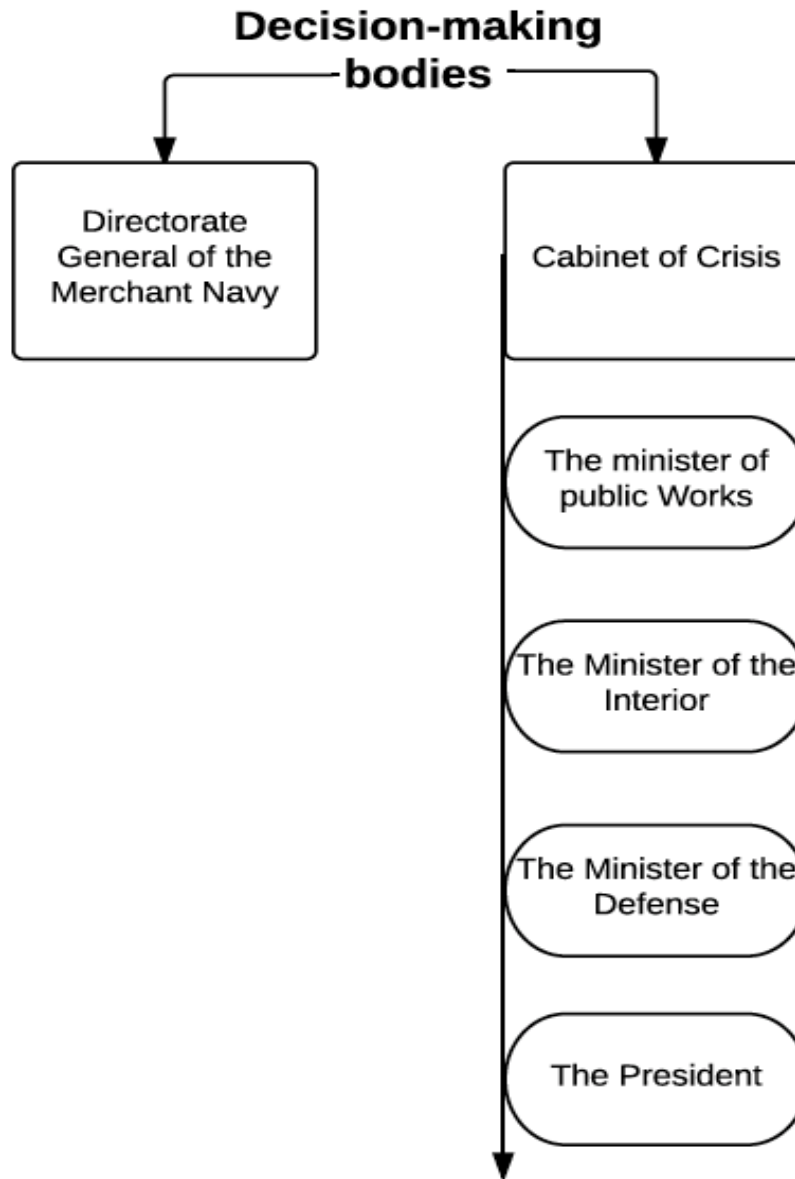 Decision-making
bodies
Directorate
General of the
Merchant Navy
Cabinet of Crisis
The minister of
public Works
The Minister of the
Interior
The Minister of the
Defense
The President